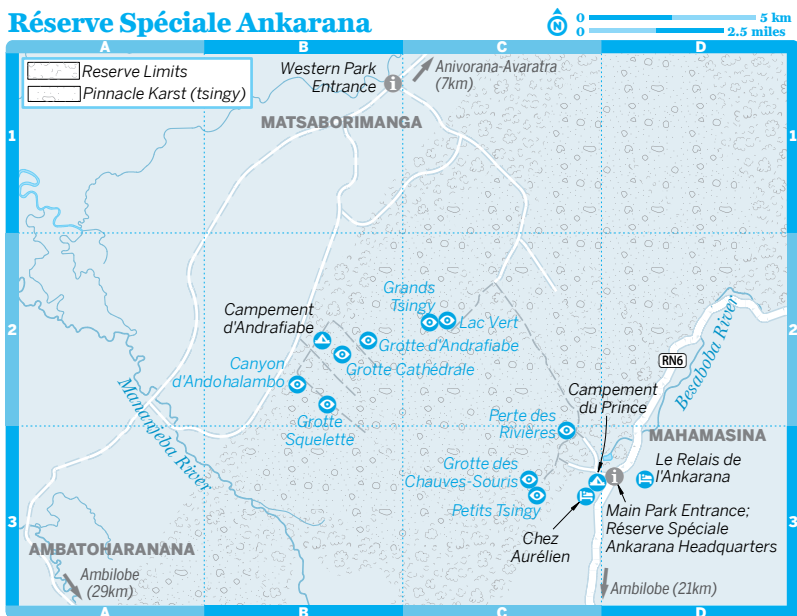 Réserve Spéciale Ankarana
N
0 5 km
0 2.5 miles
A B C D
Reserve Limits
Pinnacle Karst (tsingy)
Western Park
Entrance
i
Anivorana-Avaratra
(7km)
MATSABORIMANGA
1 1
Grands
Tsingy
Lac Vert
Campement
d'Andrafiabe
Grotte d'Andrafiabe
Grotte Cathédrale
Canyon
d'Andohalambo
Grotte
Squelette
2 2
RN6
Besaboba River
Mananjeba River
Campement
du Prince
Perte des
Rivières
MAHAMASINA
Le Relais de
l'Ankarana
Grotte des
Chauves-Souris
Petits Tsingy
i
Chez
Aurélien
Main Park Entrance;
Réserve Spéciale
Ankarana Headquarters
3 3
AMBATOHARANANA
Ambilobe
(29km)
Ambilobe (21km)
A B C D